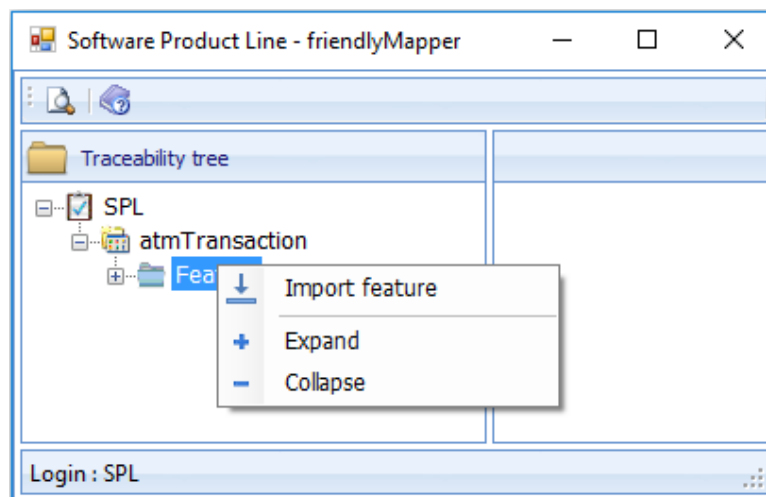 Software Product Line - friendlyMapper
Traceability tree
SPL
atmTransaction
Import feature
Expand
Collapse
Login : SPL